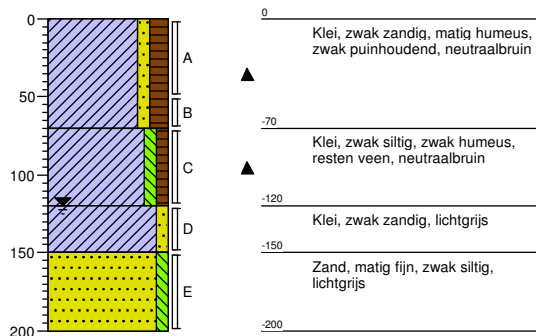 0
50
100
150
200
A
B
C
D
E
0
Klei, zwak zandig, matig humeus,
zwak puinhoudend, neutraalbruin
-70
Klei, zwak siltig, zwak humeus,
resten veen, neutraalbruin
-120
Klei, zwak zandig, lichtgrijs
-150
Zand, matig fijn, zwak siltig,
lichtgrijs
-200